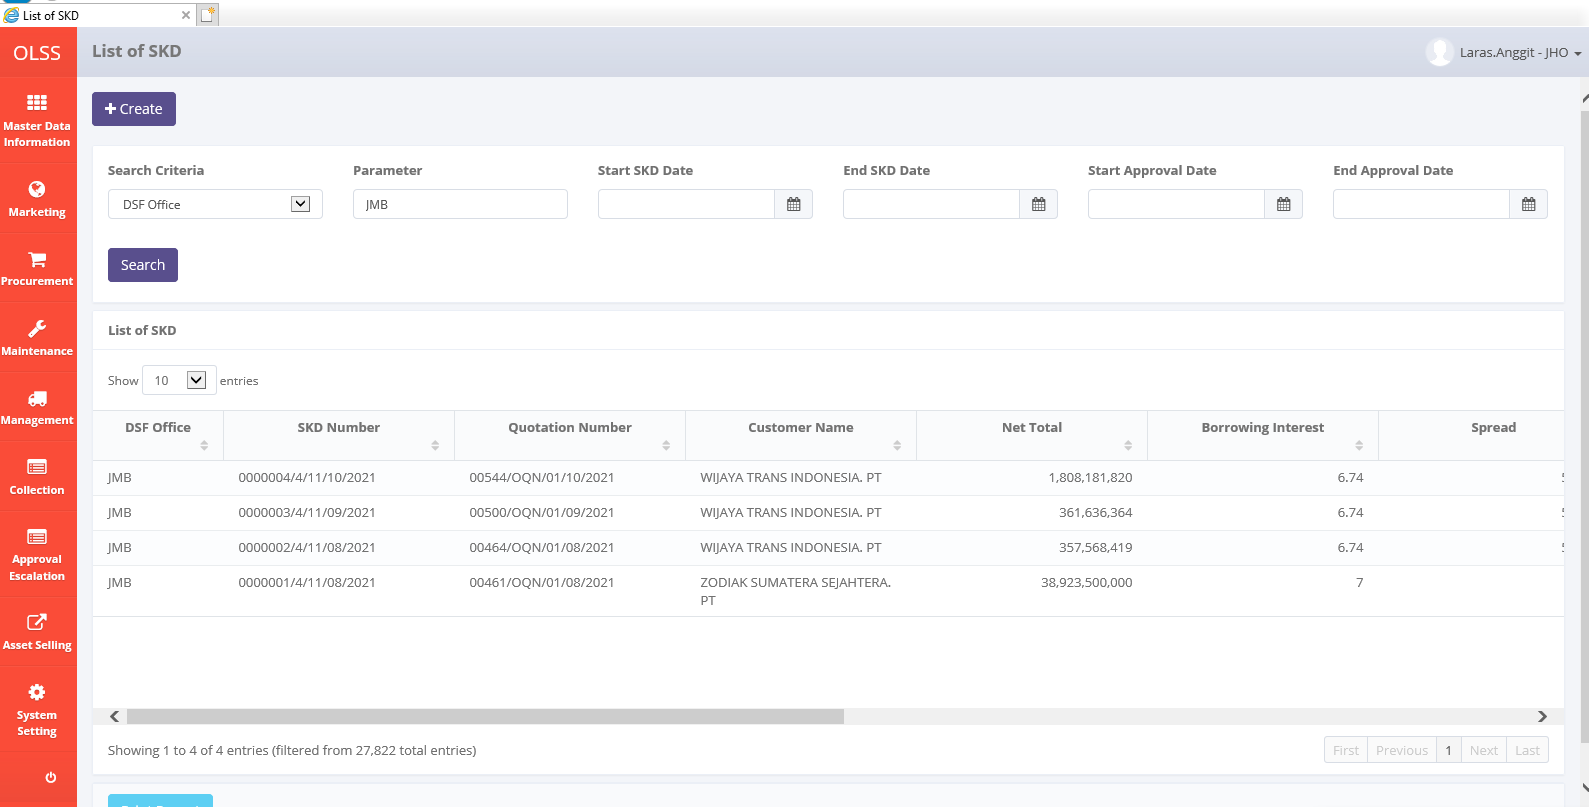 List of SKD
OLSS
List of SKD
Laras.Anggit - JHO
Master Data
Information
Marketing
Procurement
Maintenance
Management
Collection
Approval
Escalation
Asset Selling
System
Setting
Create
Search Criteria Parameter Start SKD Date End SKD Date Start Approval Date End Approval Date
DSF Office JMB
Search
List of SKD
Show 10 entries
DSF Office SKD Number Quotation Number Customer Name Net Total Borrowing Interest Spread
JMB 0000004/4/11/10/2021 00544/OQN/01/10/2021 WIJAYA TRANS INDONESIA. PT 1,808,181,820 6.74
JMB 0000003/4/11/09/2021 00500/OQN/01/09/2021 WIJAYA TRANS INDONESIA. PT 361,636,364 6.74
JMB 0000002/4/11/08/2021 00464/OQN/01/08/2021 WIJAYA TRANS INDONESIA. PT 357,568,419 6.74
JMB 0000001/4/11/08/2021 00461/OQN/01/08/2021 ZODIAK SUMATERA SEJAHTERA. 38,923,500,000 7
PT
Showing 1 to 4 of 4 entries (filtered from 27,822 total entries)
First Previous 1 Next Last